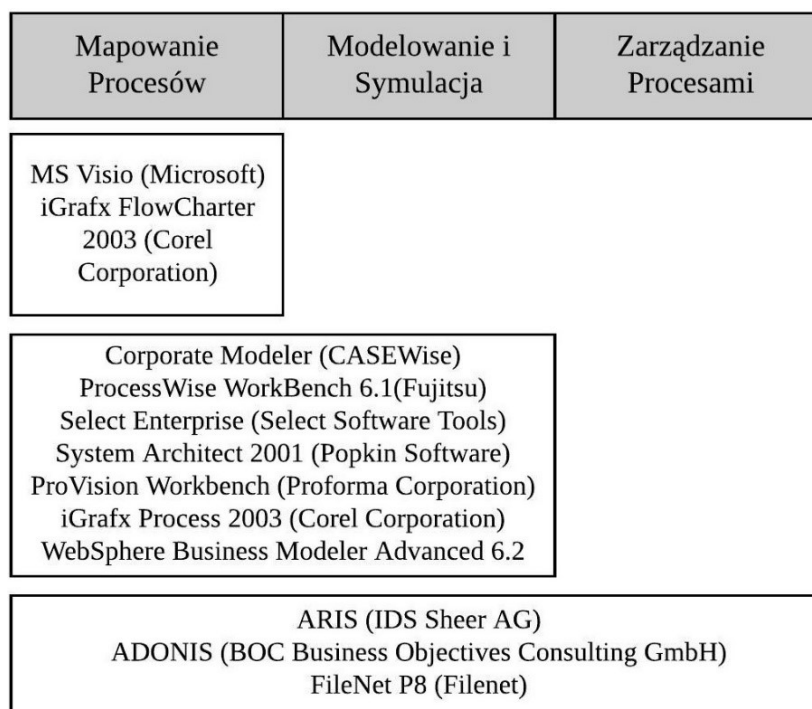 Mapowanie
Procesów
Modelowanie i
Symulacja
Zarządzanie
Procesami
MS Visio (Microsoft)
iGrafx FlowCharter
2003 (Corel
Corporation)
Corporate Modeler (CASEWise)
ProcessWise WorkBench 6.1(Fujitsu)
Select Enterprise (Select Software Tools)
System Architect 2001 (Popkin Software)
ProVision Workbench (Proforma Corporation)
iGrafx Process 2003 (Corel Corporation)
WebSphere Business Modeler Advanced 6.2
ARIS (IDS Sheer AG)
ADONIS (BOC Business Objectives Consulting GmbH)
FileNet P8 (Filenet)